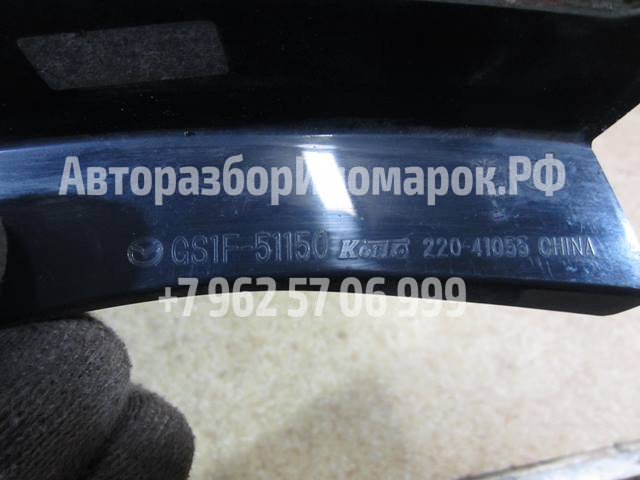 АвторазборИномарок.РФ
GS1F-51150 Koito 220-41053 CHINA
+7 962 57 06 999